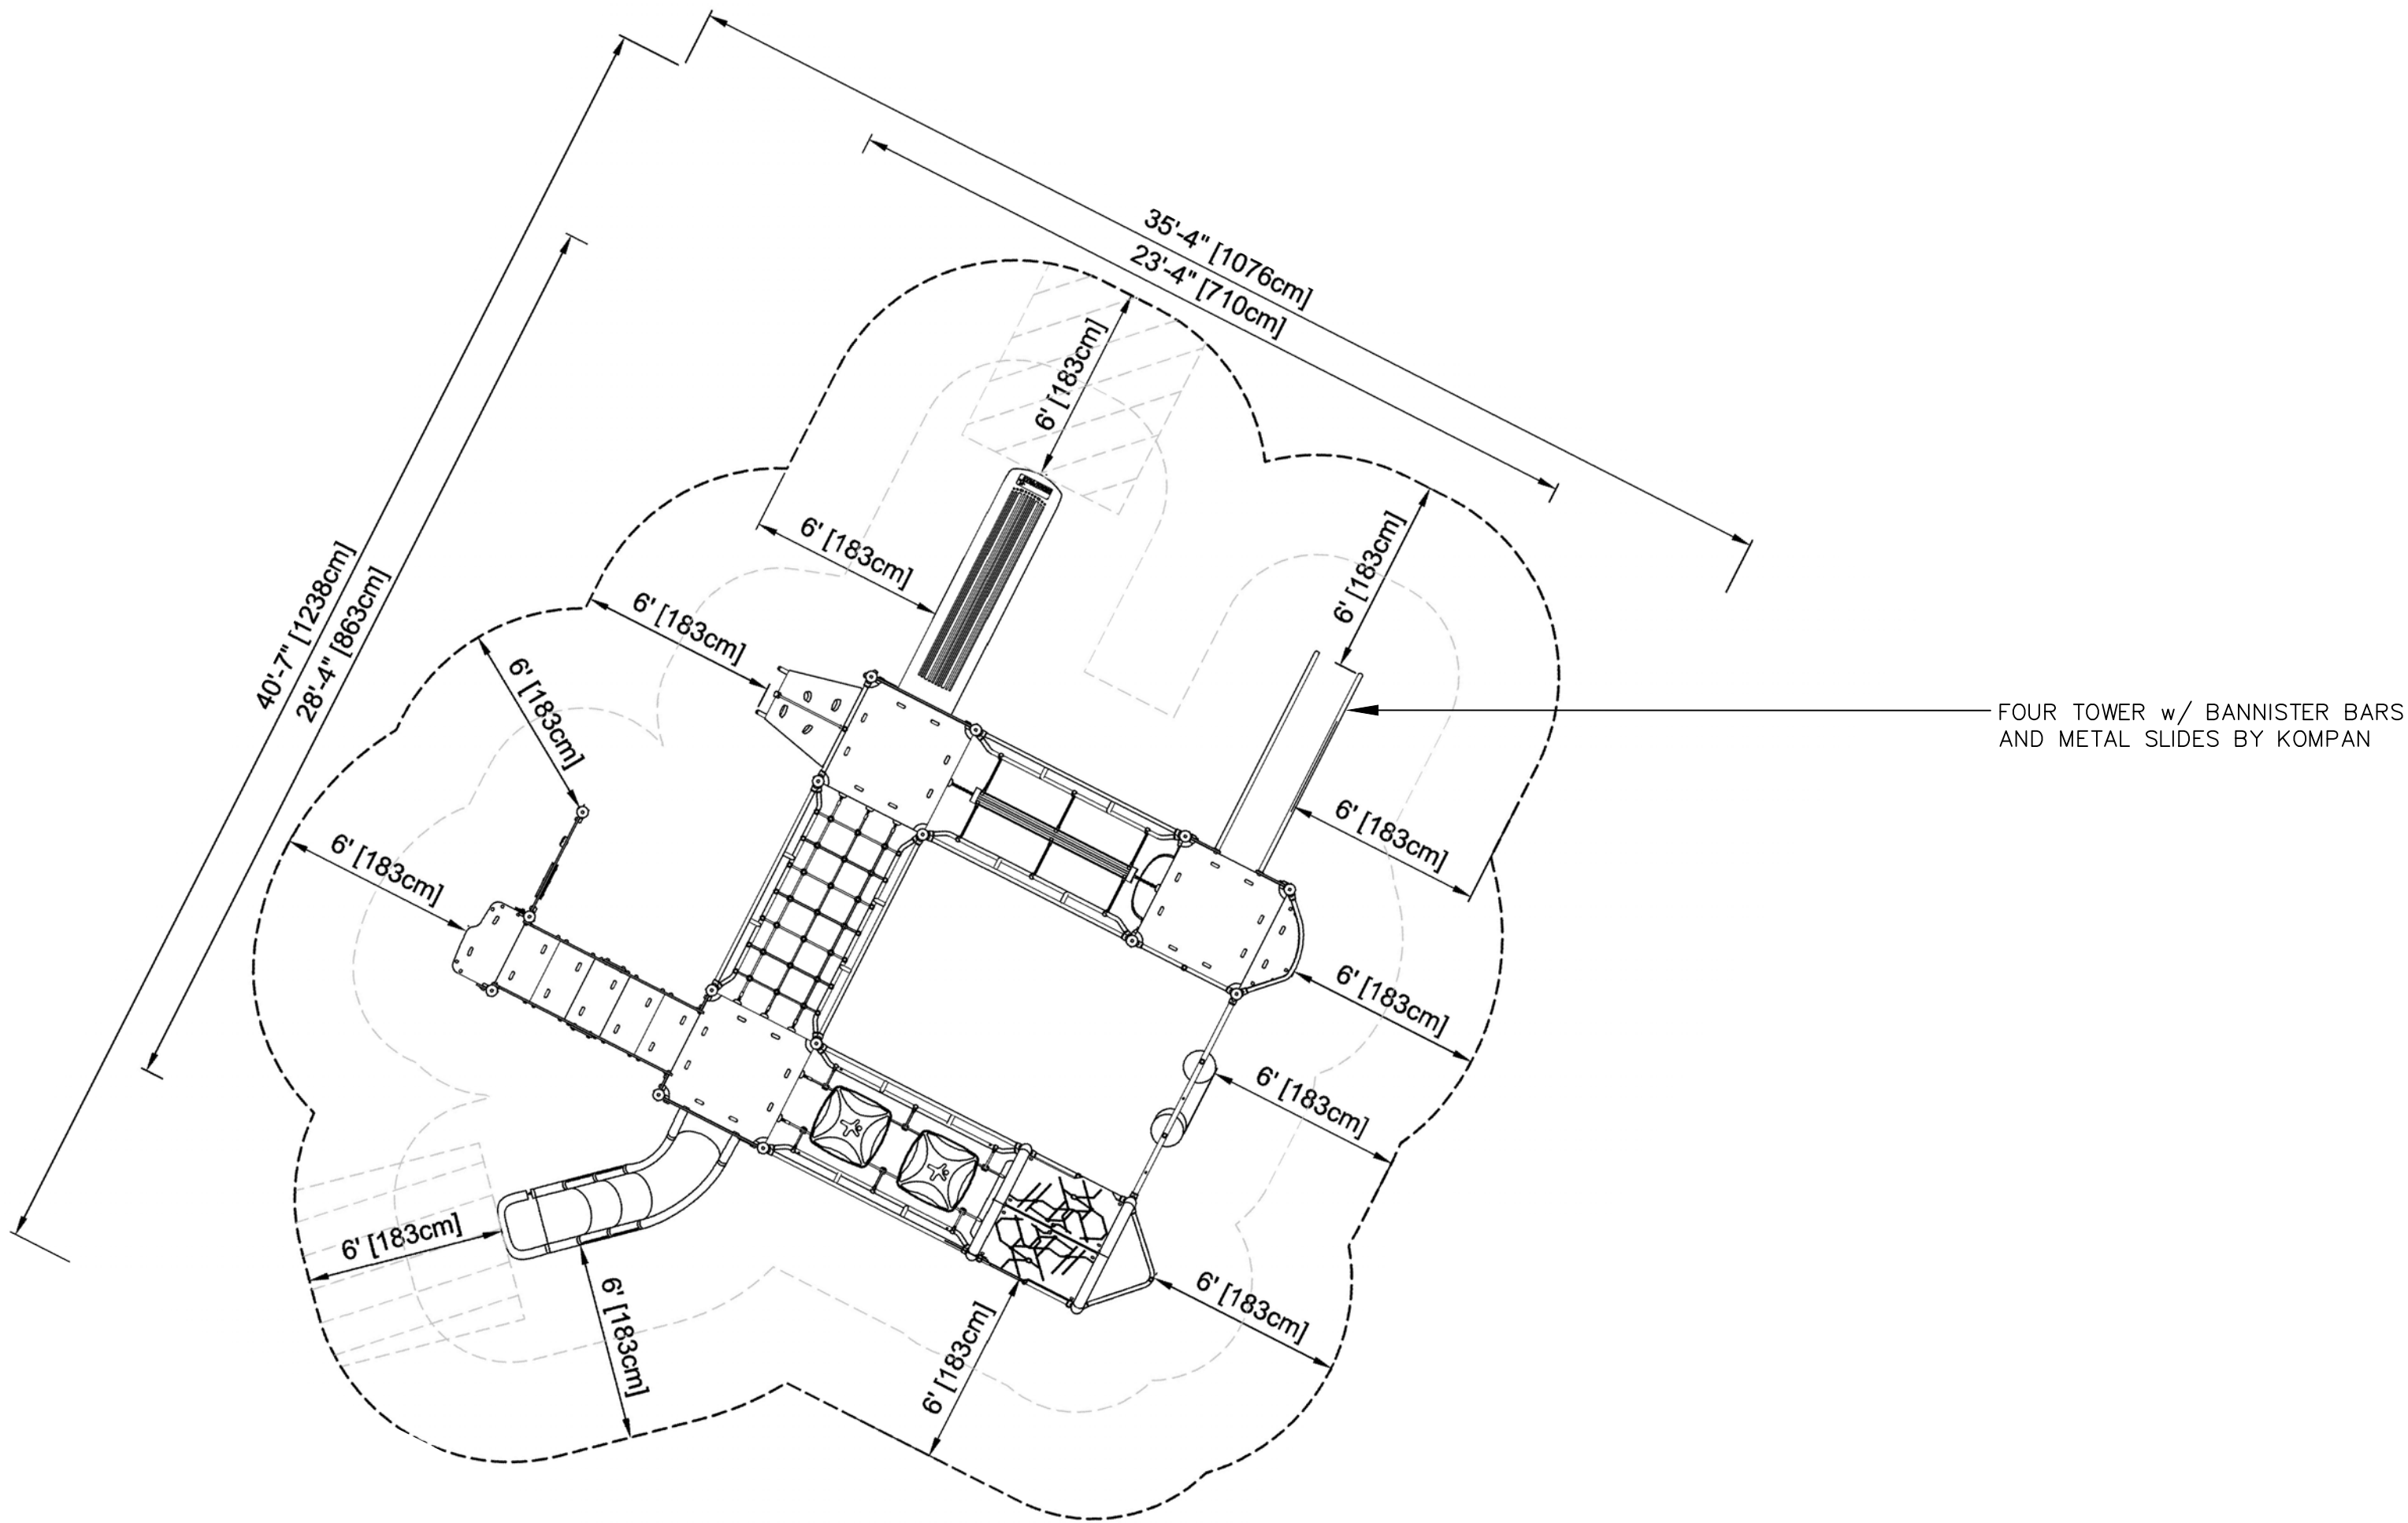 35'-4" [1076cm]
23'-4" [710cm]
40'-7" [1238cm]
28'-4" [863cm]
6' [183cm]
6' [183cm]
6' [183cm]
6' [183cm]
6' [183cm]
FOUR TOWER w/ BANNISTER BARS
AND METAL SLIDES BY KOMPAN
6' [183cm]
6' [183cm]
6' [183cm]
6' [183cm]
6' [183cm]
6' [183cm]
6' [183cm]
6' [183cm]